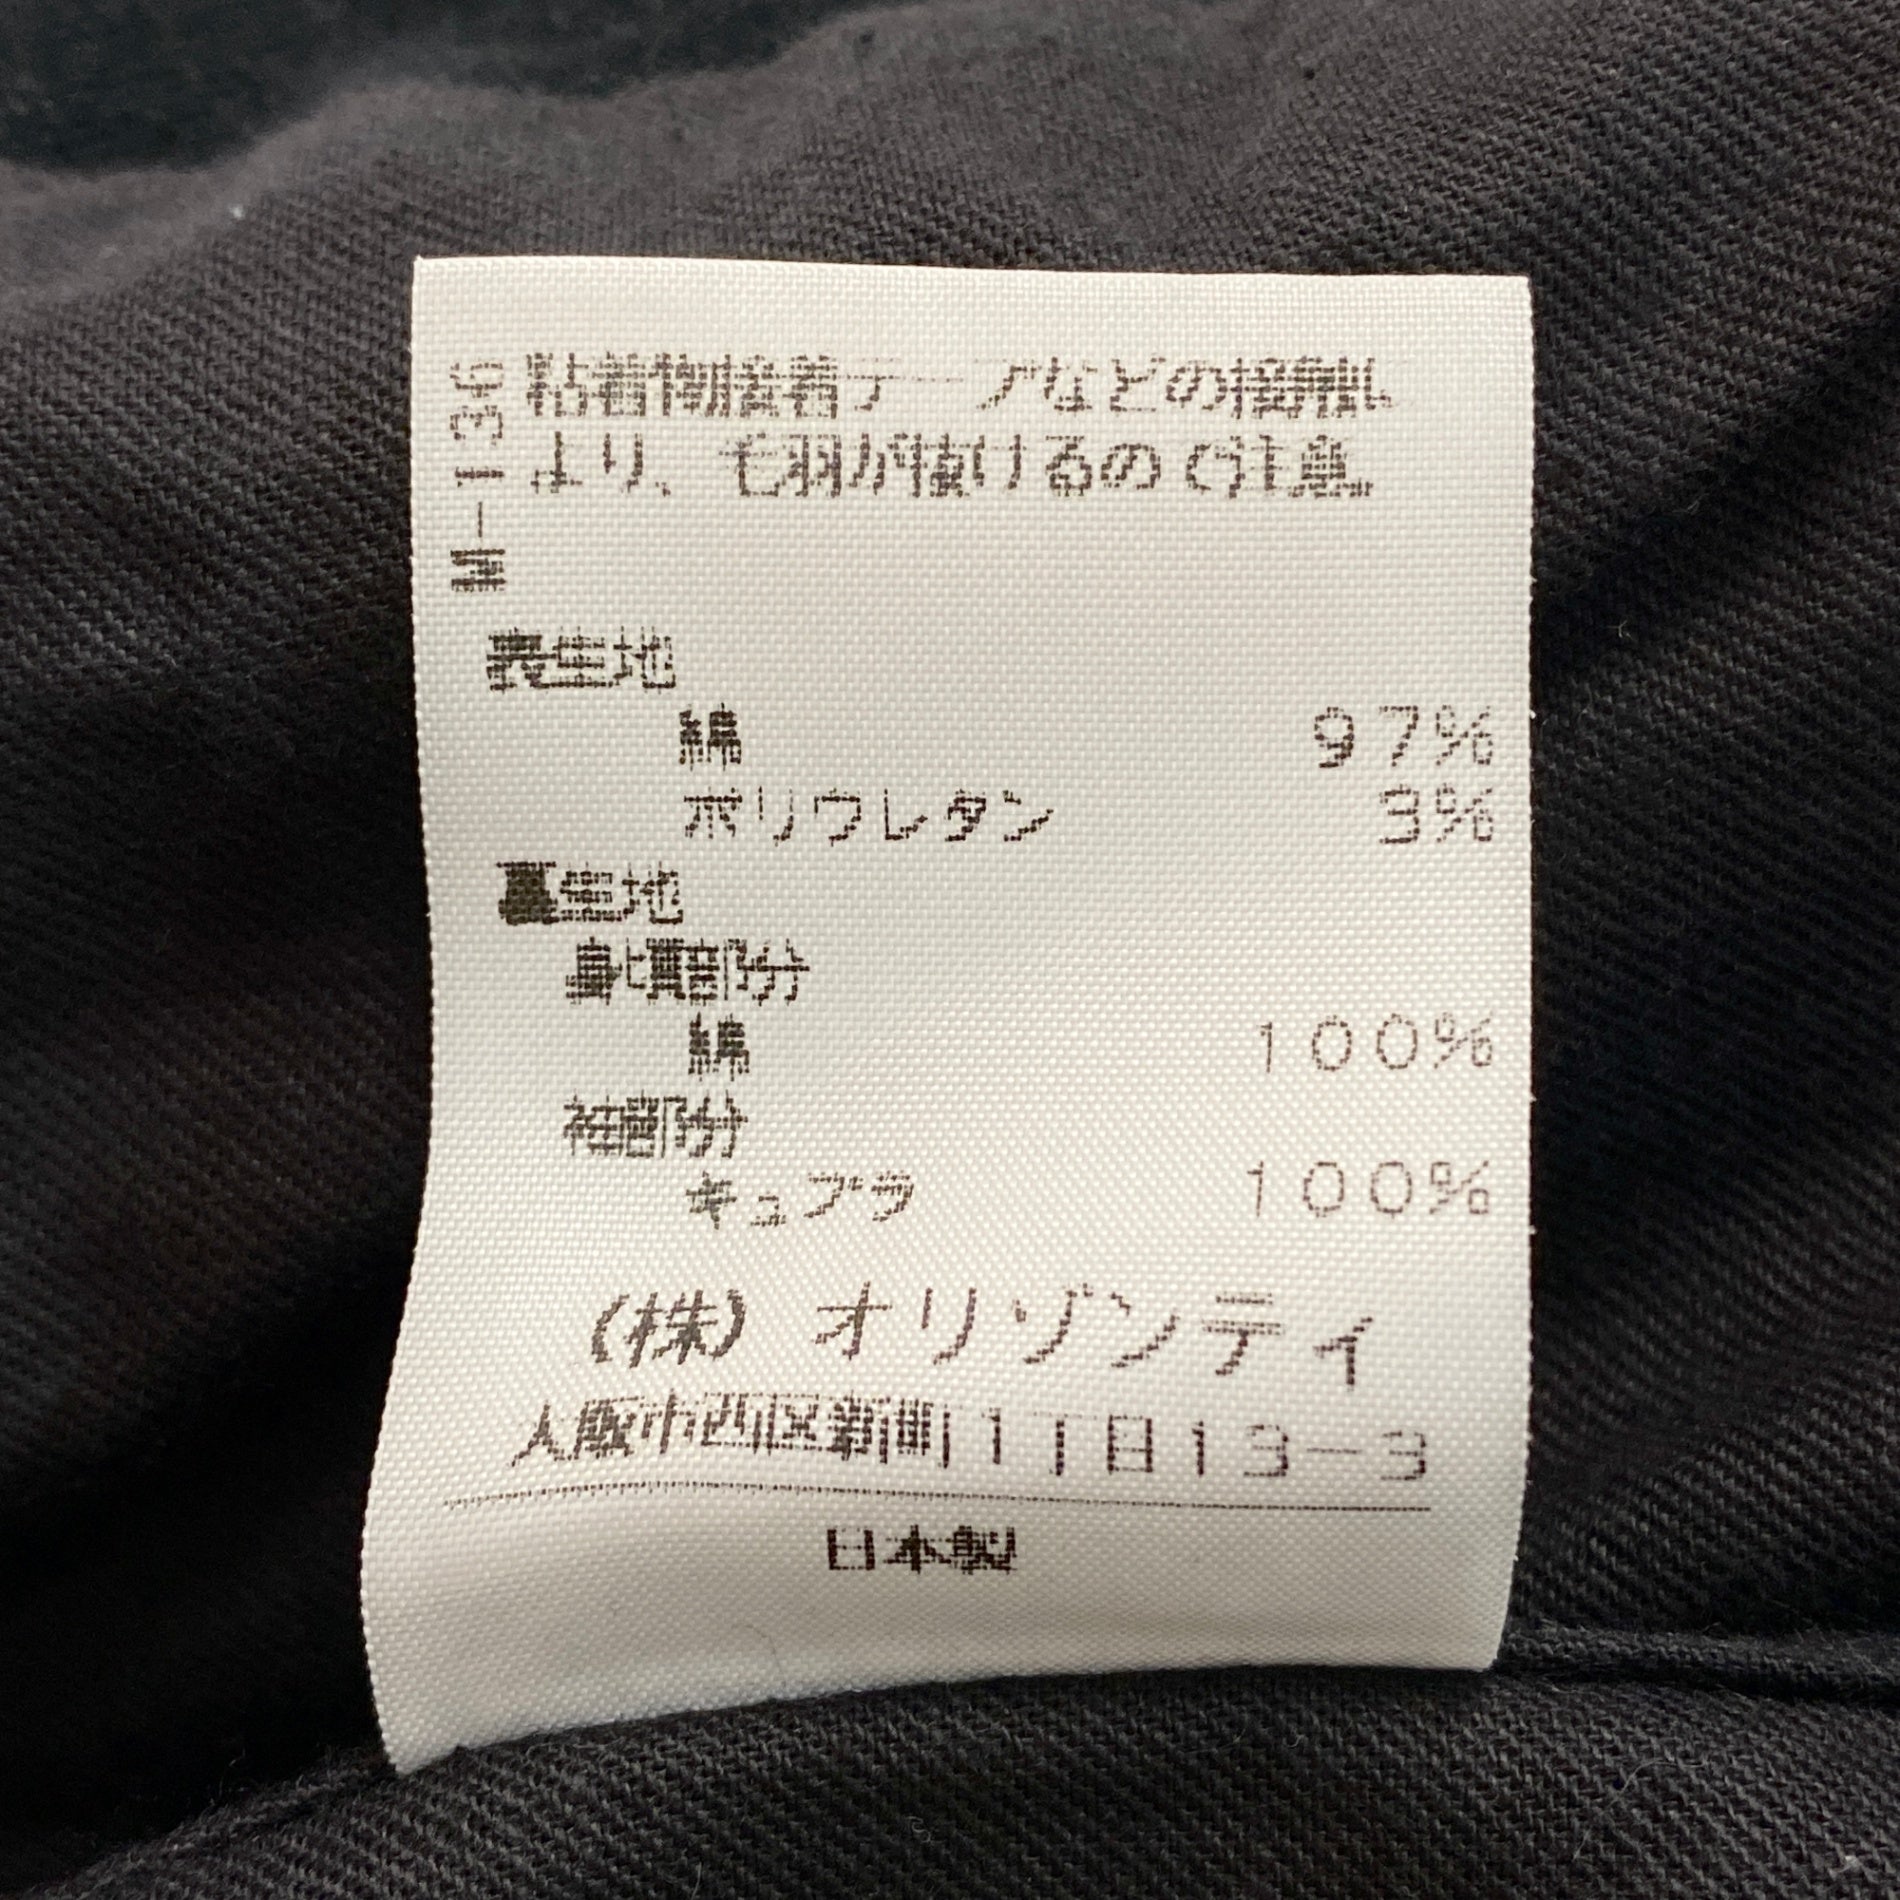 粘着物接着テープなどの接触に
より、毛羽が抜けるので注意
M-136
表生地
綿 97%
ポリウレタン 3%
裏生地
身頃部分
綿 100%
袖部分
キュプラ 100%
(株)オリゾンティ
大阪市西区新町1丁目13-3
日本製